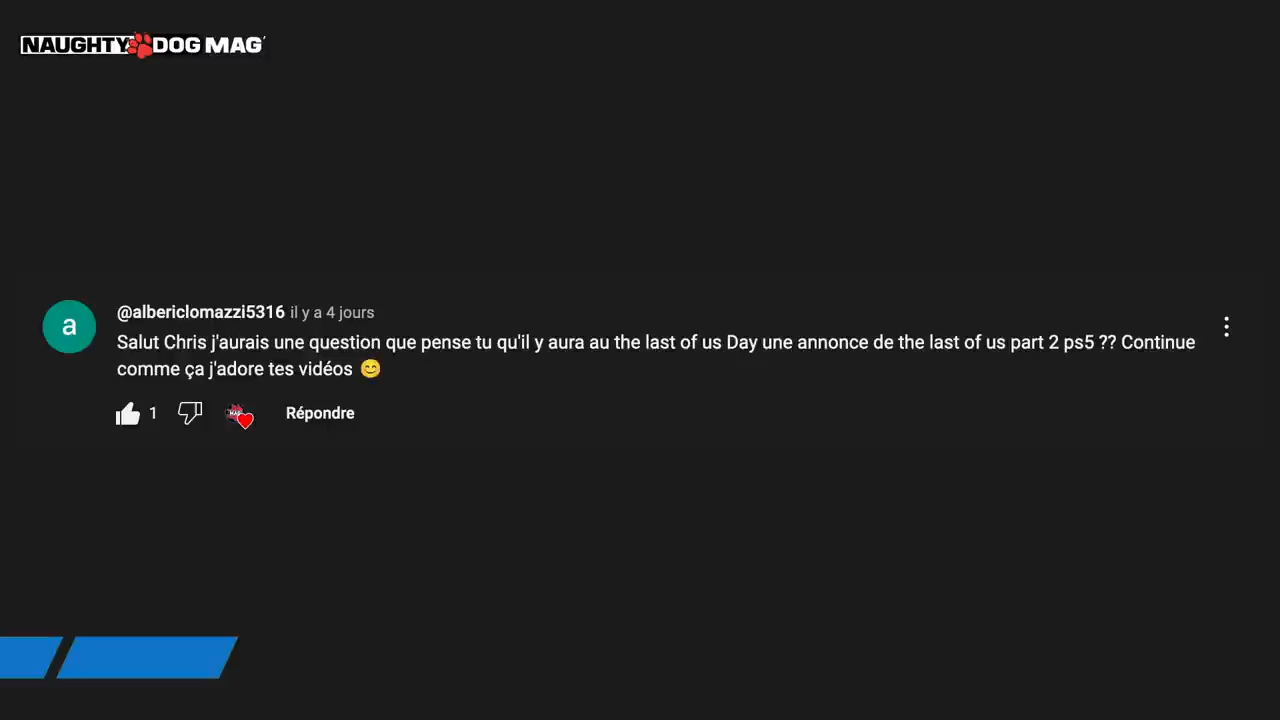 NAUGHTY DOG MAG'
@albericlomazzi5316 il y a 4 jours
a
Salut Chris j'aurais une question que pense tu qu'il y aura au the last of us Day une annonce de the last of us part 2 ps5 ?? Continue
comme ça j'adore tes vidéos 😊
1
Répondre